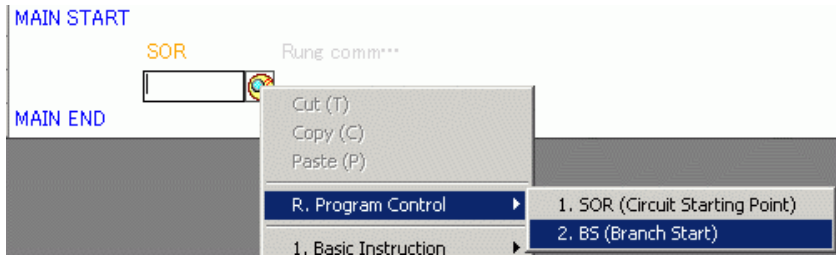 MAIN START
SOR Rung comm...
MAIN END
Cut (T)
Copy (C)
Paste (P)
R. Program Control
1. Basic Instruction
1. SOR (Circuit Starting Point)
2. BS (Branch Start)